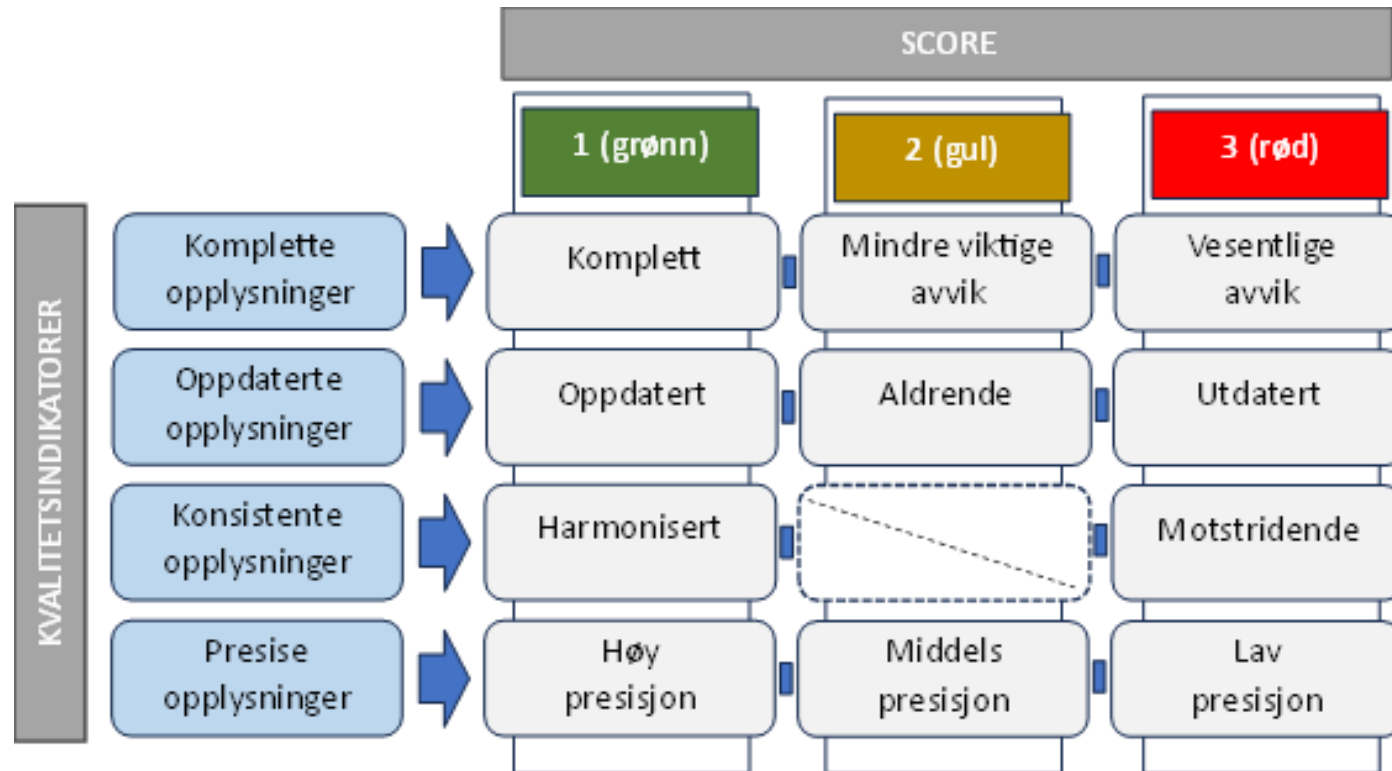 SCORE
1 (grønn)
2 (gul)
3 (rød)
KVALITETSINDIKATORER
Komplette
opplysninger
Komplett
Mindre viktige
avvik
Vesentlige
avvik
Oppdaterte
opplysninger
Oppdatert
Aldrende
Utdatert
Konsistente
opplysninger
Harmonisert
Motstridende
Presise
opplysninger
Høy
presisjon
Middels
presisjon
Lav
presisjon